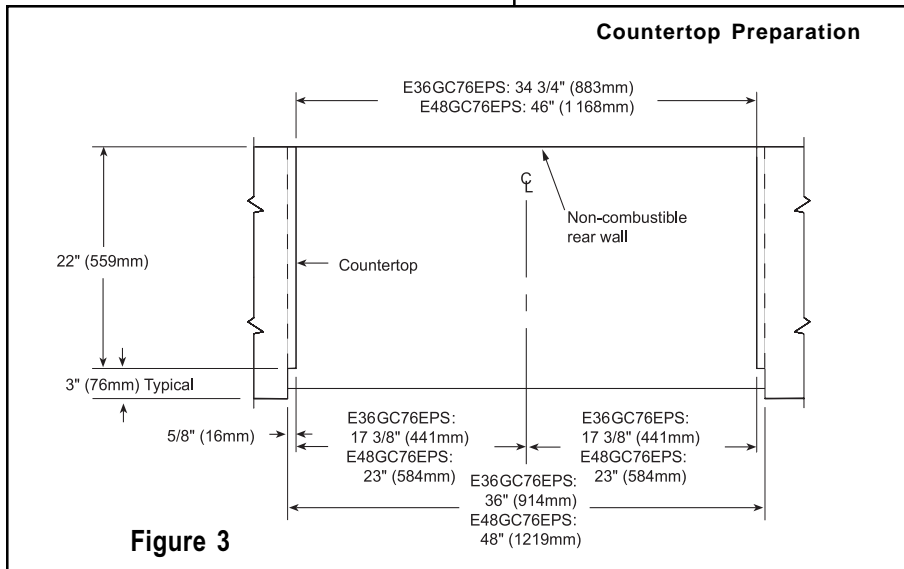 Countertop Preparation
E36GC76EPS: 34 3/4" (883mm)
E48GC76EPS: 46" (1168mm)
℄
Non-combustible
rear wall
22" (559mm)
Countertop
3" (76mm) Typical
5/8" (16mm)
E36GC76EPS:
17 3/8" (441mm)
E48GC76EPS:
23" (584mm)
E36GC76EPS:
17 3/8" (441mm)
E48GC76EPS:
23" (584mm)
E36GC76EPS:
36" (914mm)
E48GC76EPS:
48" (1219mm)
Figure 3